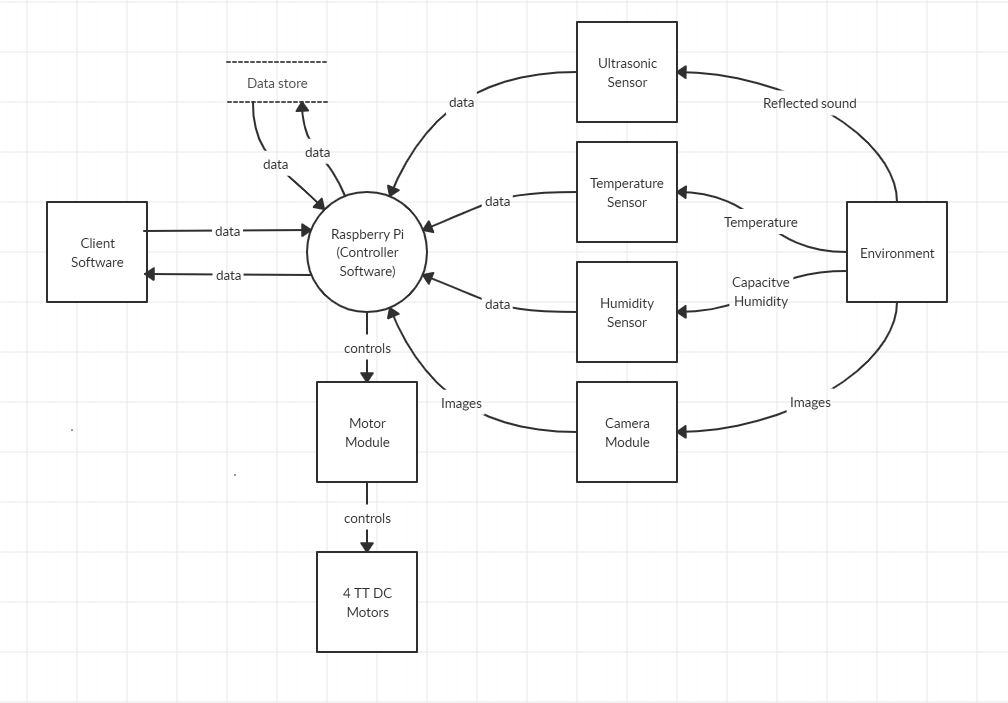 Ultrasonic
Sensor
Data store
data
Reflected sound
data
data
Temperature
Sensor
data
Temperature
Client
Software
data
Raspberry Pi
(Controller
Software)
Environment
data
Capacitve
Humidity
Humidity
Sensor
data
controls
Images
Images
Motor
Module
Camera
Module
controls
4 TT DC
Motors